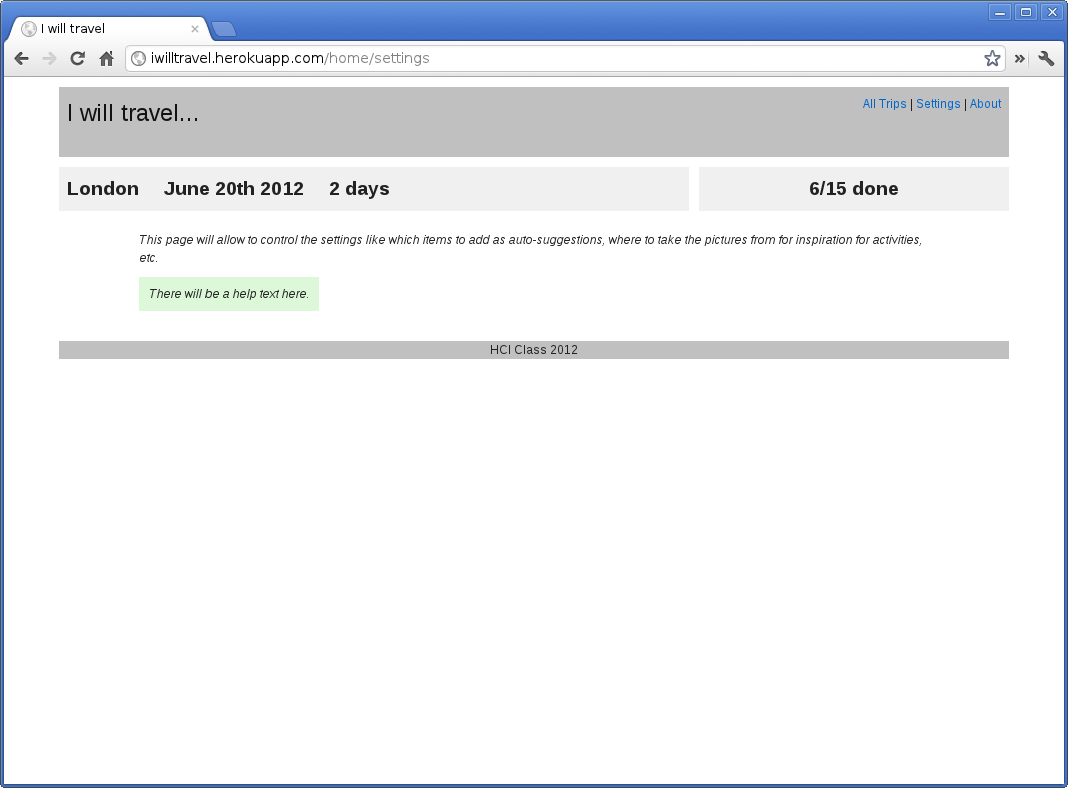 I will travel
iwilltravel.herokuapp.com/home/settings
I will travel...
All Trips | Settings | About
London June 20th 2012 2 days
6/15 done
This page will allow to control the settings like which items to add as auto-suggestions, where to take the pictures from for inspiration for activities,
etc.
There will be a help text here.
HCI Class 2012